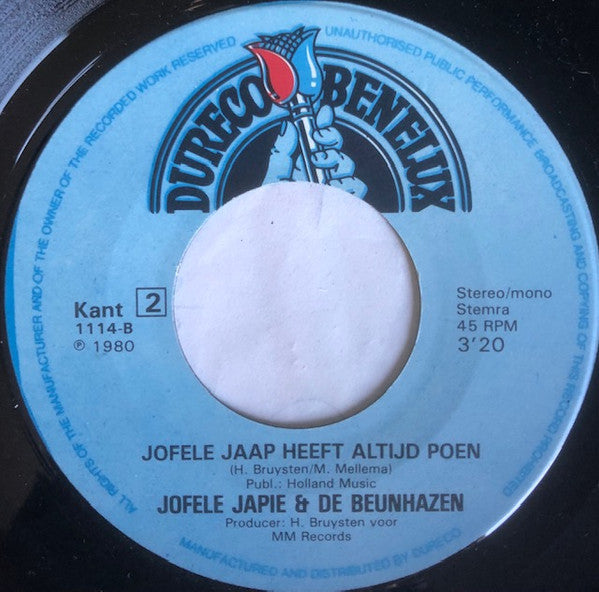 ALL RIGHTS OF THE MANUFACTURER AND OF THE OWNER OF THE RECORDED WORK RESERVED
UNAUTHORISED PUBLIC PERFORMANCE BROADCASTING AND COPYING OF THIS RECORD PROHIBITED
DURECO BENELUX
Kant 2
1114-B
℗ 1980
Stereo/mono
Stemra
45 RPM
3'20
JOFELE JAAP HEEFT ALTIJD POEN
(H. Bruysten/M. Mellema)
Publ.: Holland Music
JOFELE JAPIE & DE BEUNHAZEN
Producer: H. Bruysten voor
MM Records
MANUFACTURED AND DISTRIBUTED BY DURECO